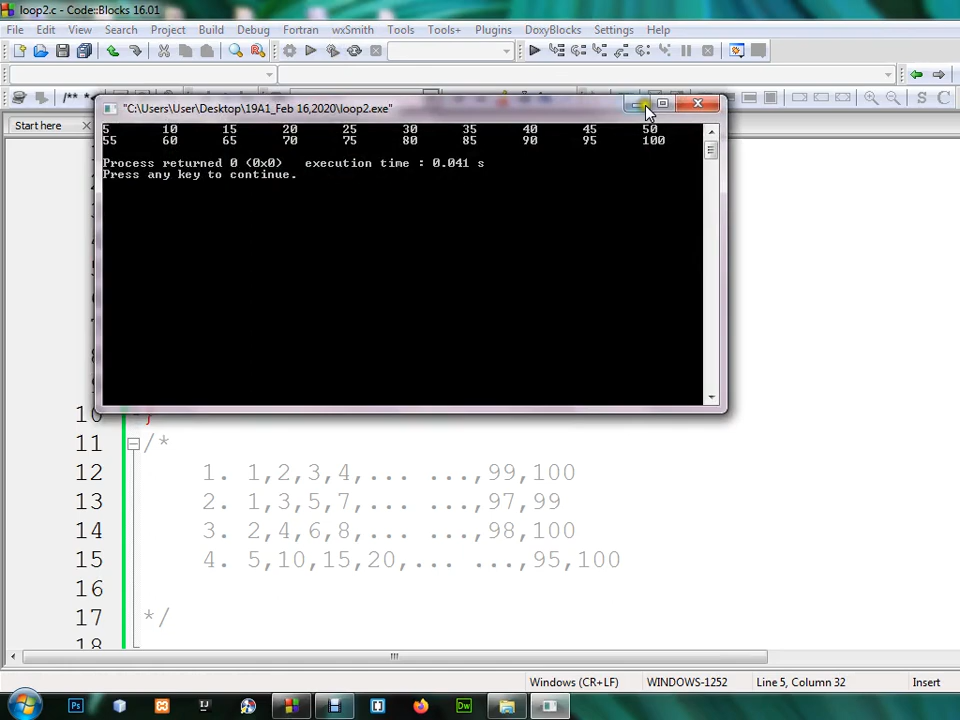 loop2.c - Code::Blocks 16.01
File Edit View Search Project Build Debug Fortran wxSmith Tools Tools+ Plugins DoxyBlocks Settings Help
/** *
S C
"C:\Users\User\Desktop\19A1_Feb 16,2020\loop2.exe"
Start here
5 10 15 20 25 30 35 40 45 50
55 60 65 70 75 80 85 90 95 100
Process returned 0 (0x0) execution time : 0.041 s
Press any key to continue.
10 }
11 /*
12 1. 1,2,3,4,... ...,99,100
13 2. 1,3,5,7,... ...,97,99
14 3. 2,4,6,8,... ...,98,100
15 4. 5,10,15,20,... ...,95,100
16
17 */
18
Windows (CR+LF) WINDOWS-1252 Line 5, Column 32 Insert
Ps IJ Dw